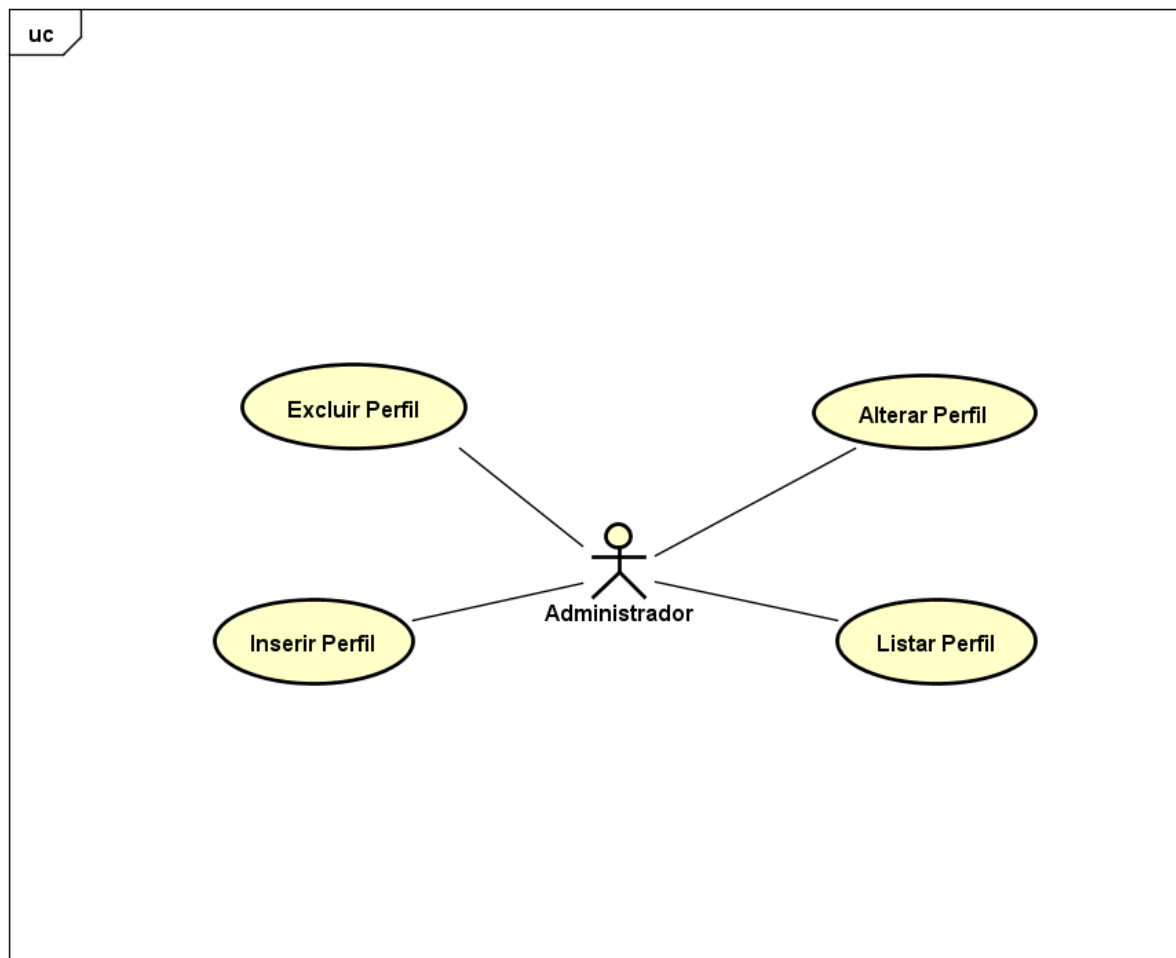 uc
Excluir Perfil
Alterar Perfil
Administrador
Inserir Perfil
Listar Perfil